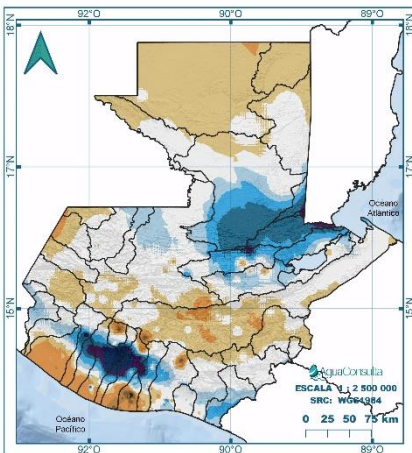 92°O 90°O 89°O
18°N 18°N
17°N 17°N
Océano
Atlántico
15°N 15°N
AguaConsulta
ESCALA 1 : 2 500 000
SRC: WGS1984
0 25 50 75 km
Océano
Pacífico
92°O 90°O 89°O